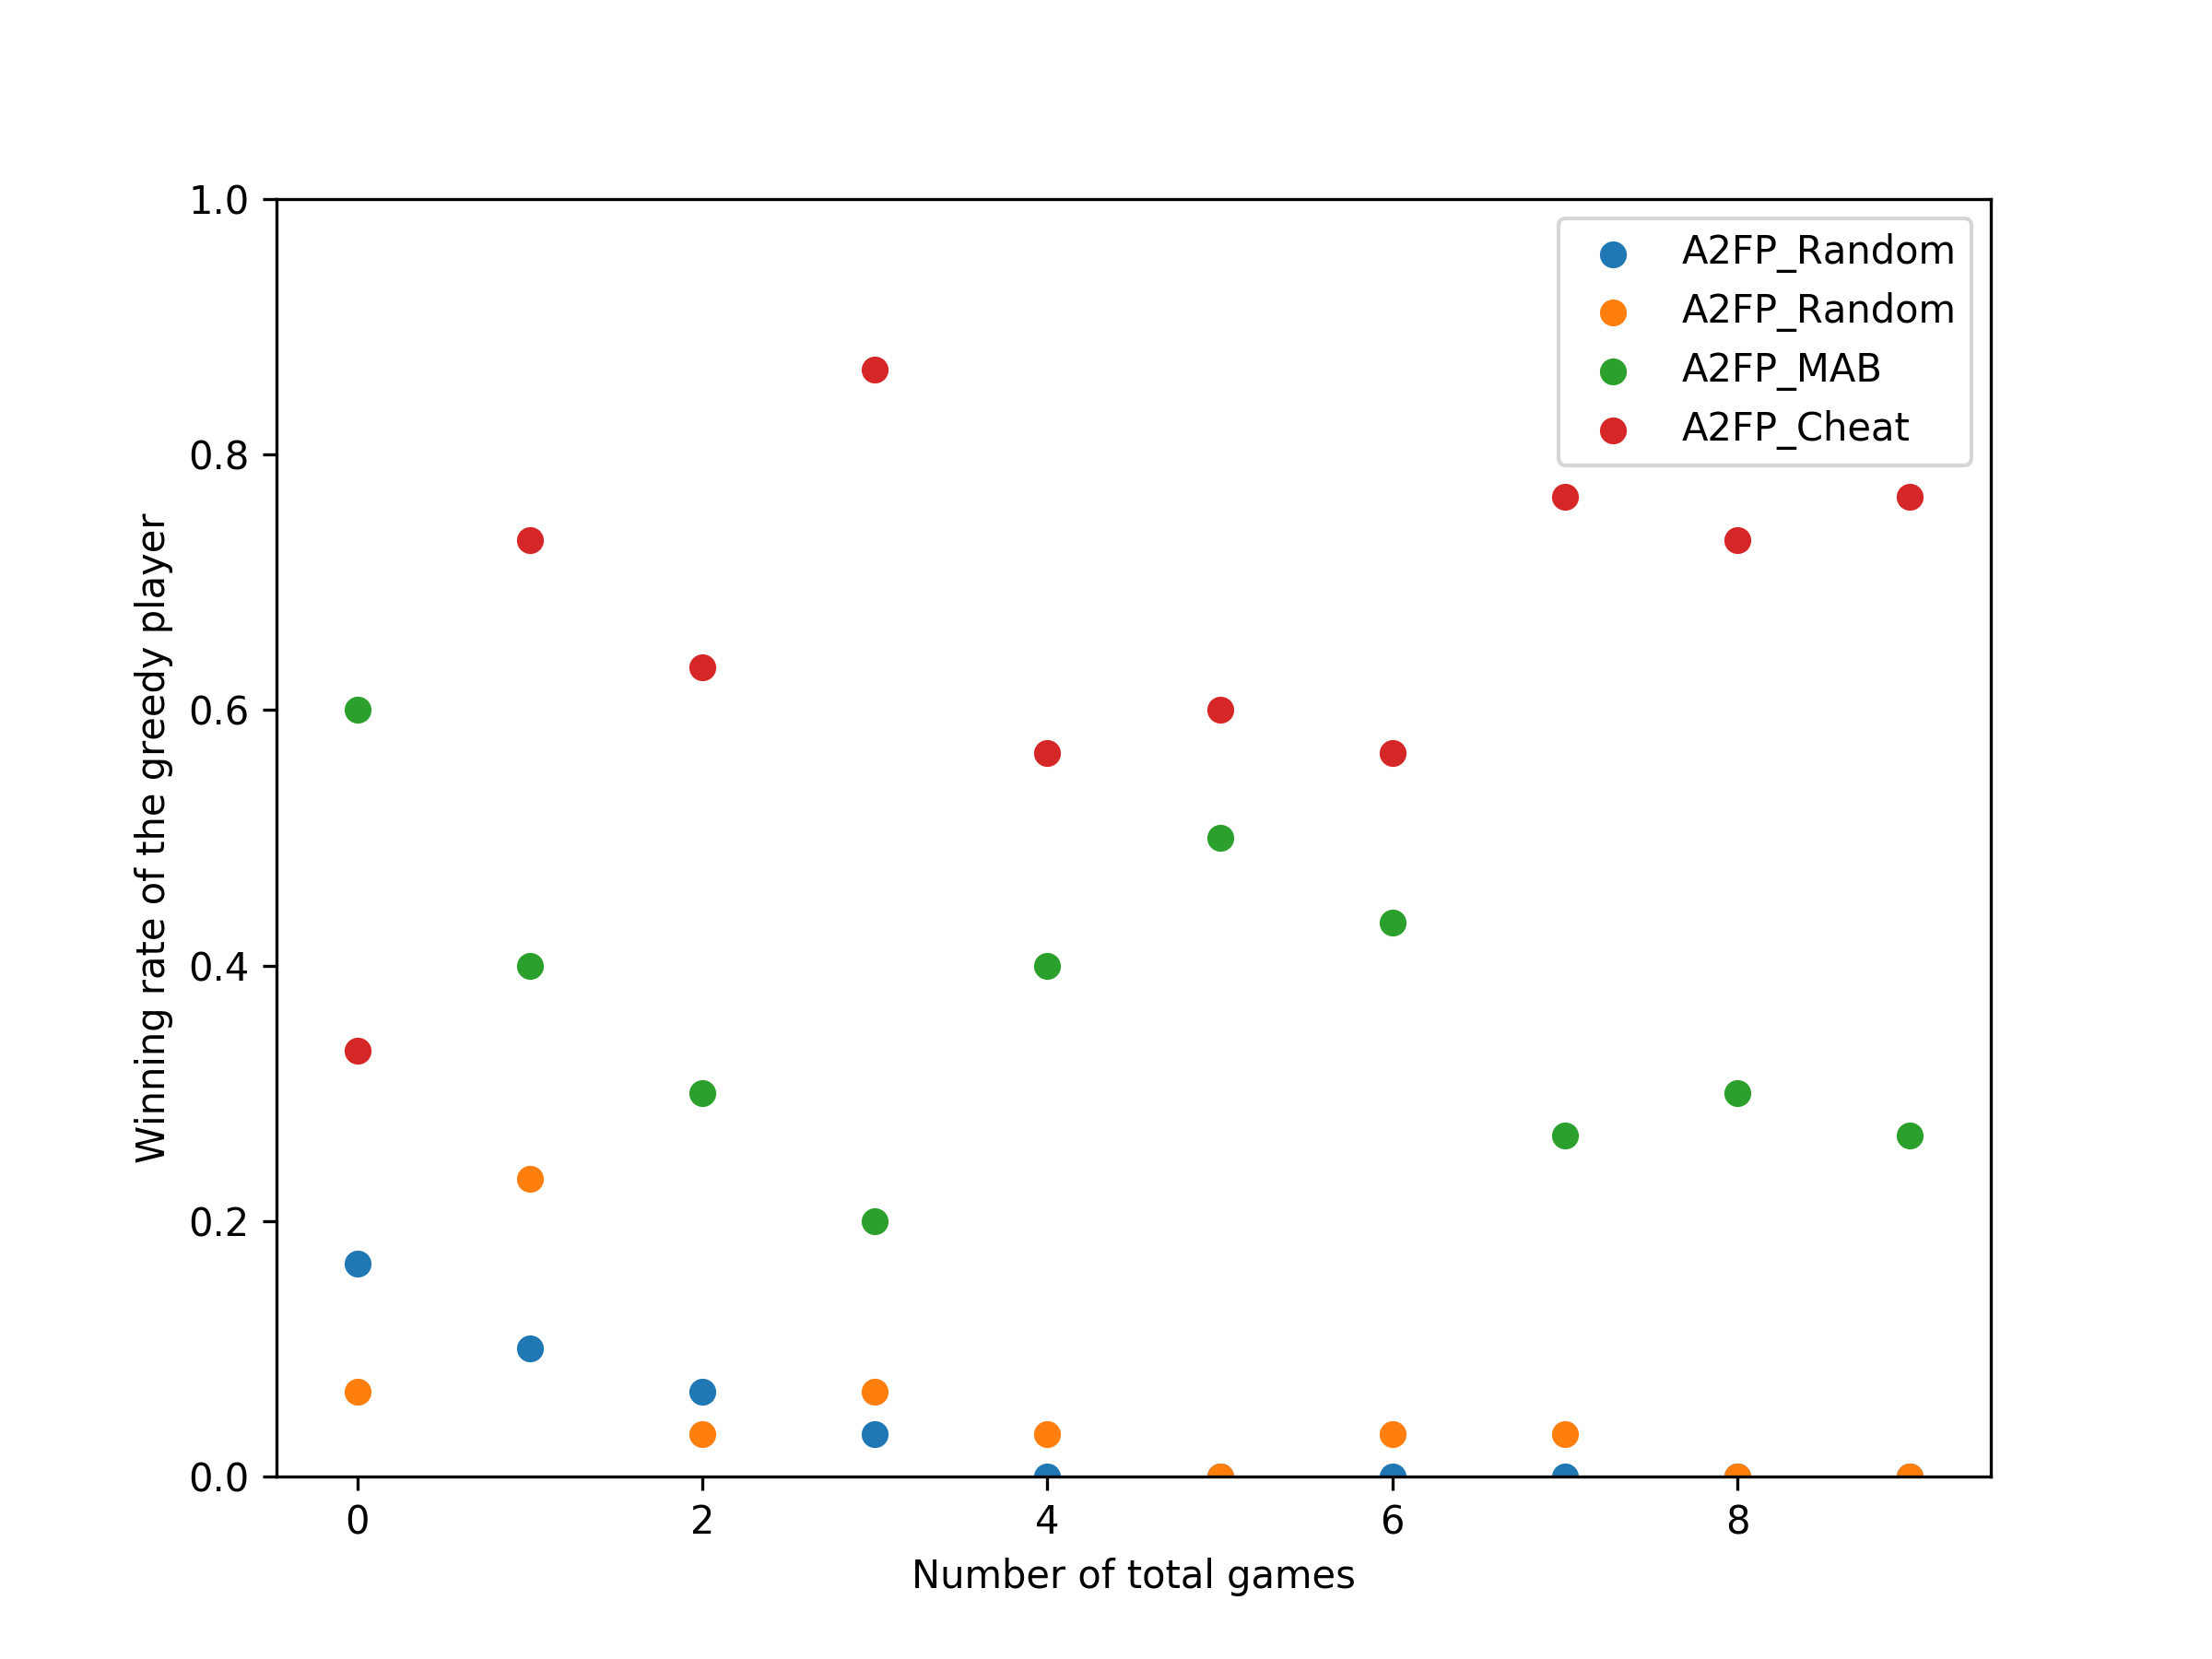 1.0
0.8
0.6
0.4
0.2
0.0
Winning rate of the greedy player
A2FP_Random
A2FP_Random
A2FP_MAB
A2FP_Cheat
0 2 4 6 8
Number of total games